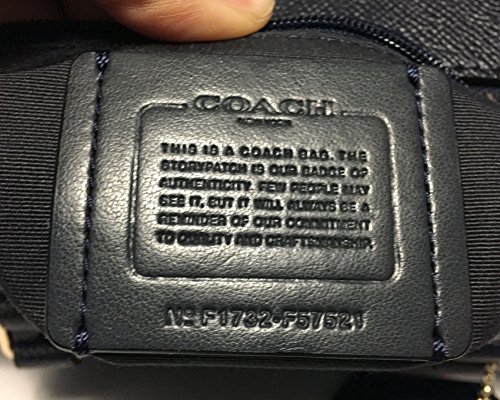 COACH
NEW YORK
THIS IS A COACH BAG. THE
STORYPATCH IS OUR BADGE OF
AUTHENTICITY. FEW PEOPLE MAY
SEE IT, BUT IT WILL ALWAYS BE A
REMINDER OF OUR COMMITMENT
TO QUALITY AND CRAFTSMANSHIP.
Nº F1732-F57521